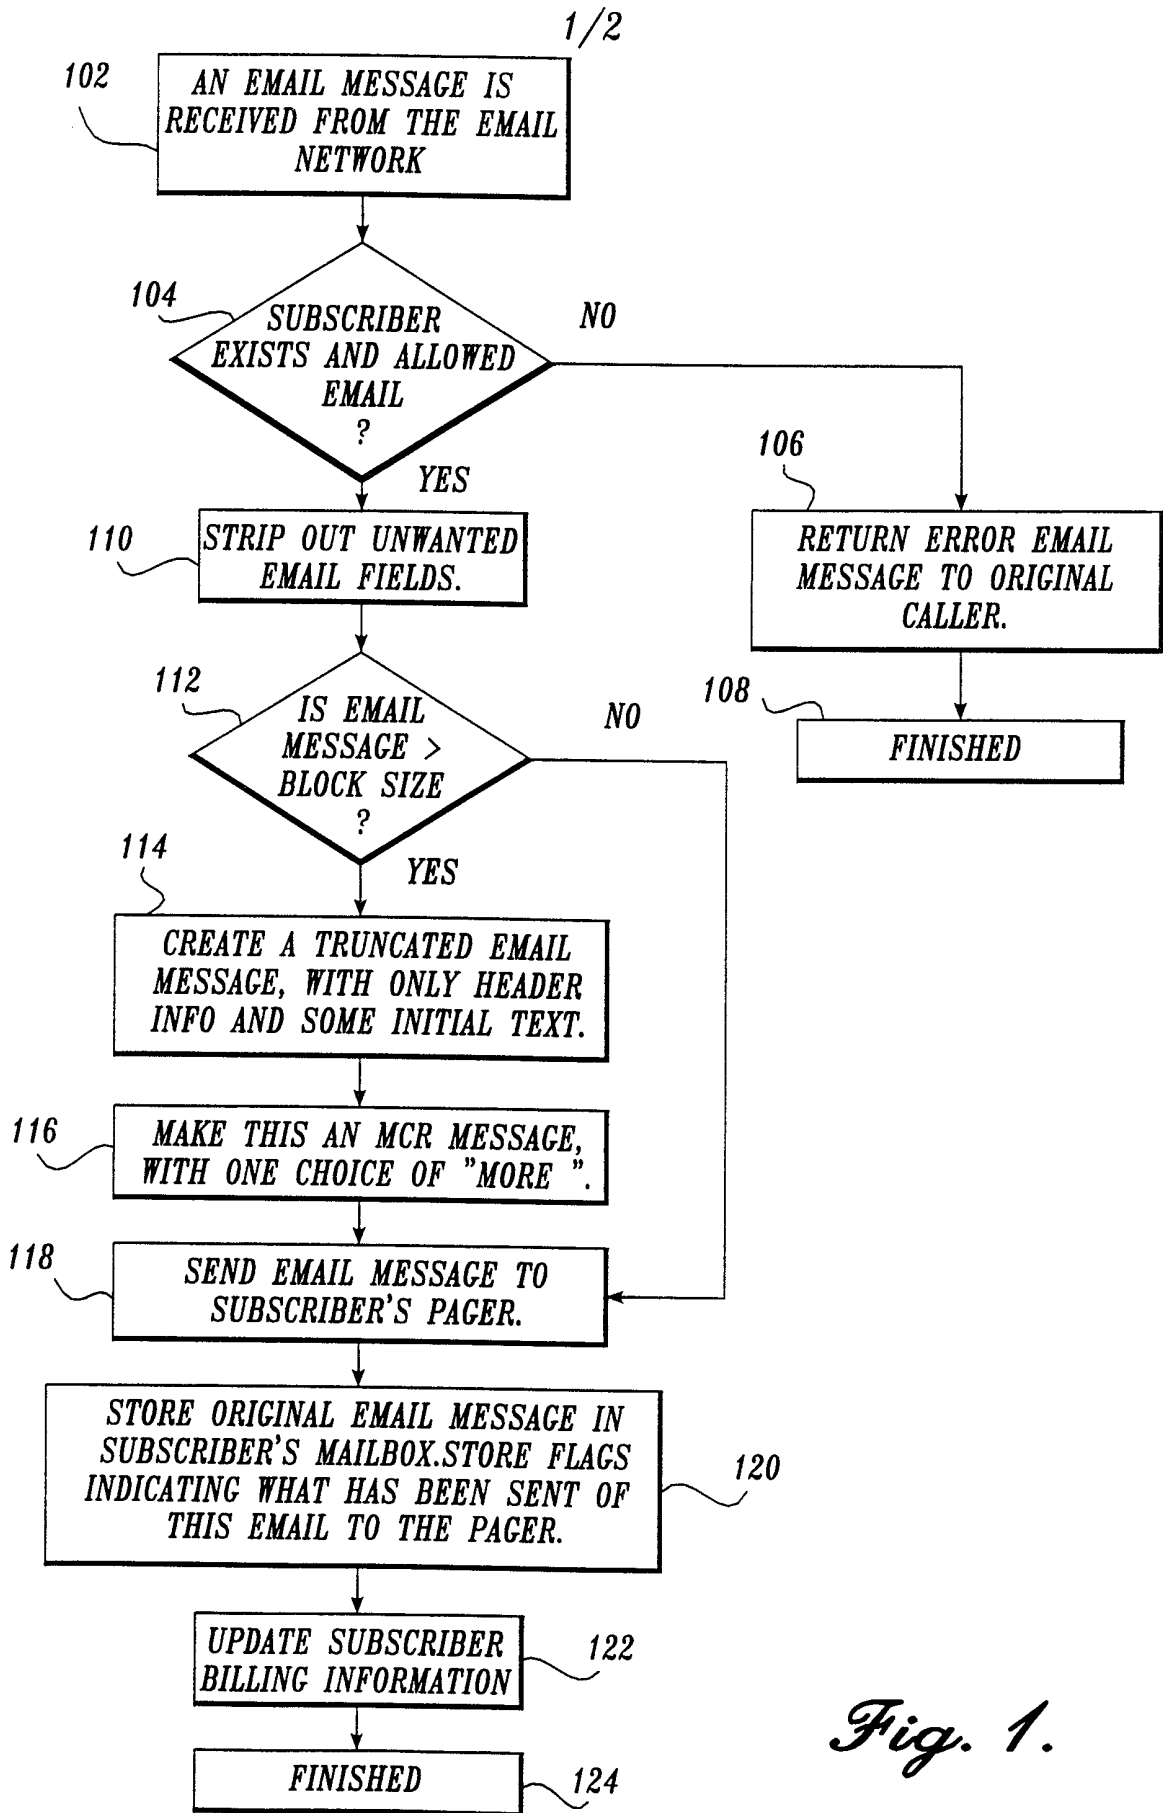 1/2
102
AN EMAIL MESSAGE IS
RECEIVED FROM THE EMAIL
NETWORK
104
SUBSCRIBER
EXISTS AND ALLOWED
EMAIL
?
NO
YES
106
RETURN ERROR EMAIL
MESSAGE TO ORIGINAL
CALLER.
108
FINISHED
110
STRIP OUT UNWANTED
EMAIL FIELDS.
112
IS EMAIL
MESSAGE >
BLOCK SIZE
?
NO
YES
114
CREATE A TRUNCATED EMAIL
MESSAGE, WITH ONLY HEADER
INFO AND SOME INITIAL TEXT.
116
MAKE THIS AN MCR MESSAGE,
WITH ONE CHOICE OF "MORE ".
118
SEND EMAIL MESSAGE TO
SUBSCRIBER'S PAGER.
STORE ORIGINAL EMAIL MESSAGE IN
SUBSCRIBER'S MAILBOX.STORE FLAGS
INDICATING WHAT HAS BEEN SENT OF
THIS EMAIL TO THE PAGER.
120
UPDATE SUBSCRIBER
BILLING INFORMATION
122
FINISHED
124
Fig. 1.